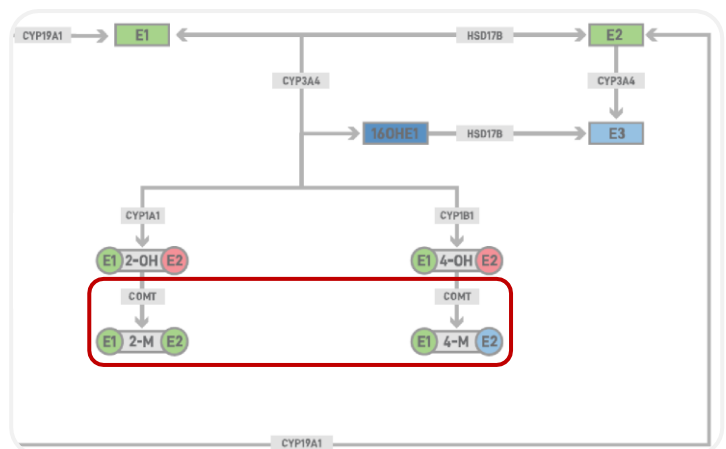 CYP19A1 E1 HSD17B E2
CYP3A4 CYP3A4
16OHE1 HSD17B E3
CYP1A1 CYP1B1
E1 2-OH E2 E1 4-OH E2
COMT COMT
E1 2-M E2 E1 4-M E2
CYP19A1